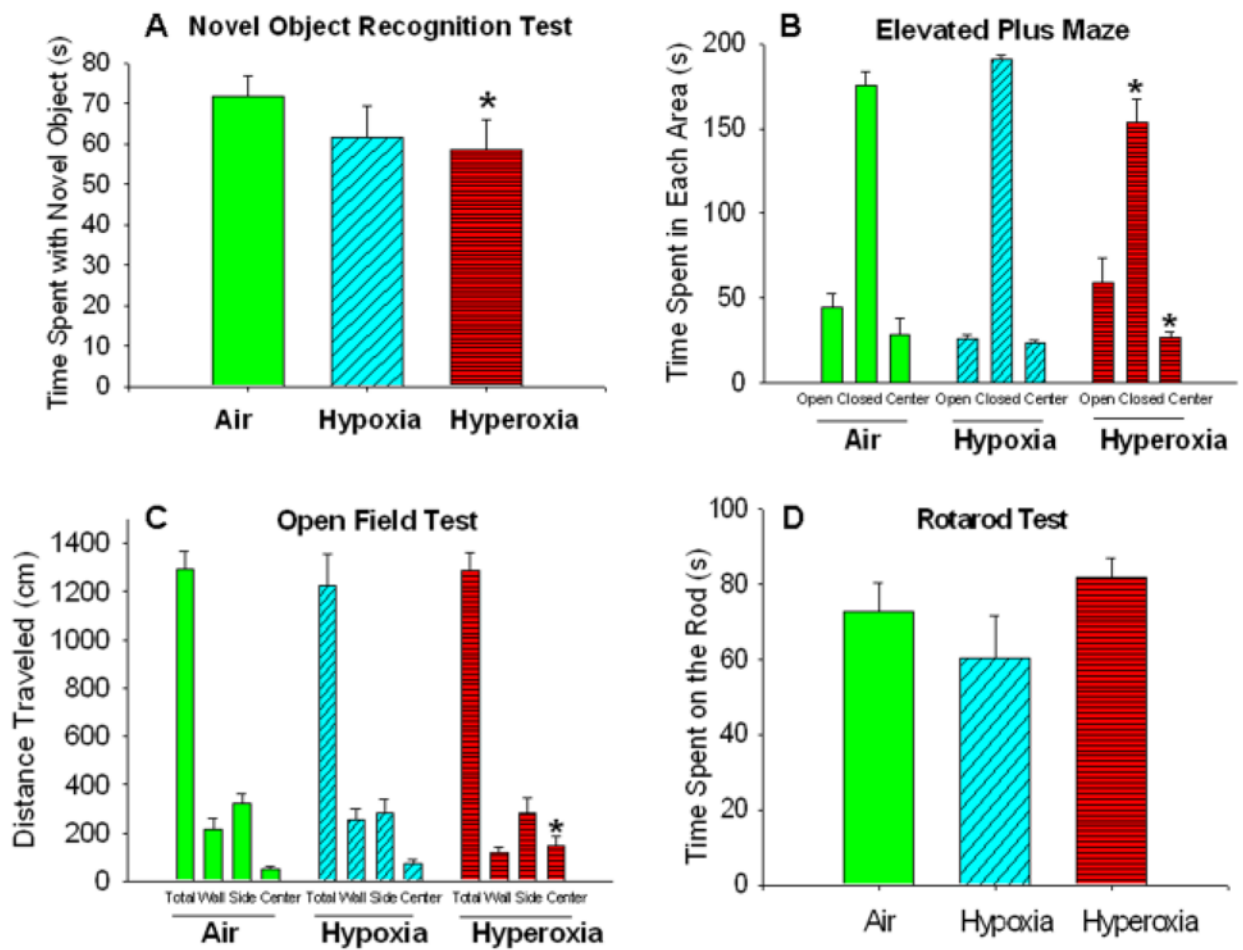 A Novel Object Recognition Test
Time Spent with Novel Object (s)
80
70
60
50
40
30
20
10
0
*
Air Hypoxia Hyperoxia
B Elevated Plus Maze
Time Spent in Each Area (s)
200
150
100
50
0
*
*
Open Closed Center Open Closed Center Open Closed Center
Air Hypoxia Hyperoxia
C Open Field Test
Distance Traveled (cm)
1400
1200
1000
800
600
400
200
0
*
Total Wall Side Center Total Wall Side Center Total Wall Side Center
Air Hypoxia Hyperoxia
D Rotarod Test
Time Spent on the Rod (s)
100
80
60
40
20
0
Air Hypoxia Hyperoxia